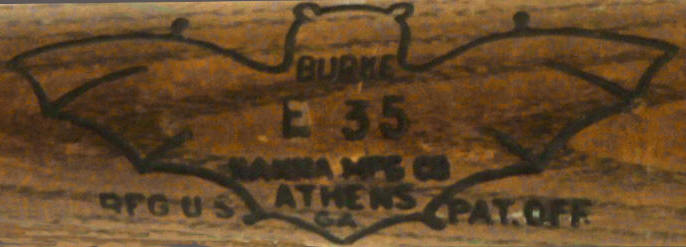 BURKE
E 35
HANNA MFG CO
ATHENS
GA
REG U S PAT. OFF.